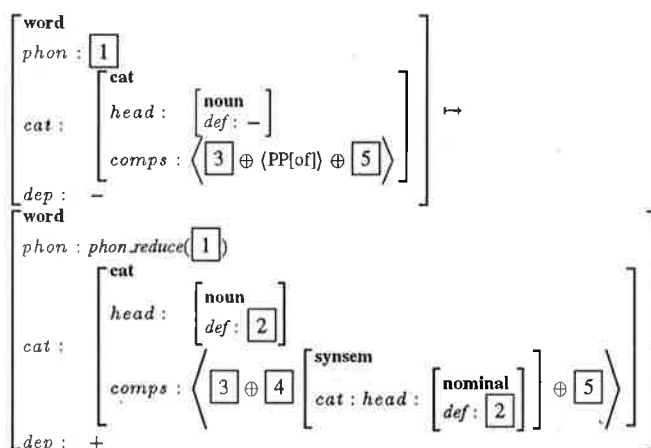 word
phon : 1
cat
head : noun
def : −
cat :
comps : ⟨ 3 ⊕ ⟨PP[of]⟩ ⊕ 5 ⟩
dep : −
↦
word
phon : phon_reduce( 1 )
cat
head : noun
def : 2
cat :
synsem
comps : ⟨ 3 ⊕ 4 cat : head : nominal
def : 2
⊕ 5 ⟩
dep : +